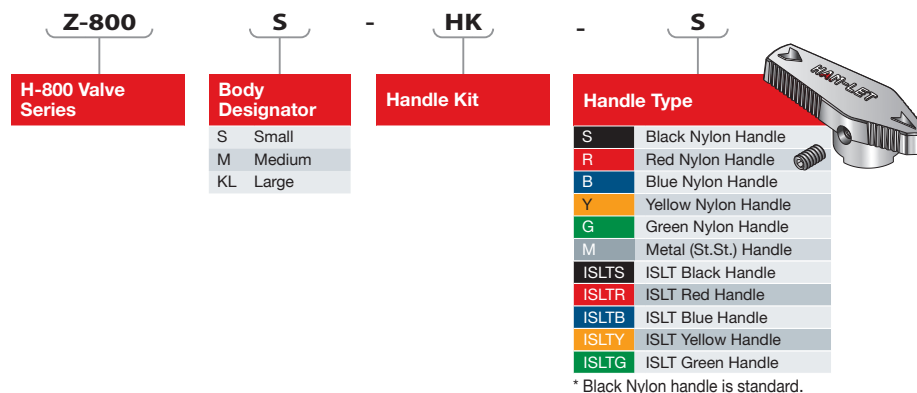 Z-800 S - HK - S
H-800 Valve
Series
Body
Designator
S Small
M Medium
KL Large
Handle Kit
Handle Type
S Black Nylon Handle
R Red Nylon Handle
B Blue Nylon Handle
Y Yellow Nylon Handle
G Green Nylon Handle
M Metal (St.St.) Handle
ISLTS ISLT Black Handle
ISLTR ISLT Red Handle
ISLTB ISLT Blue Handle
ISLTY ISLT Yellow Handle
ISLTG ISLT Green Handle
* Black Nylon handle is standard.
HAM-LET